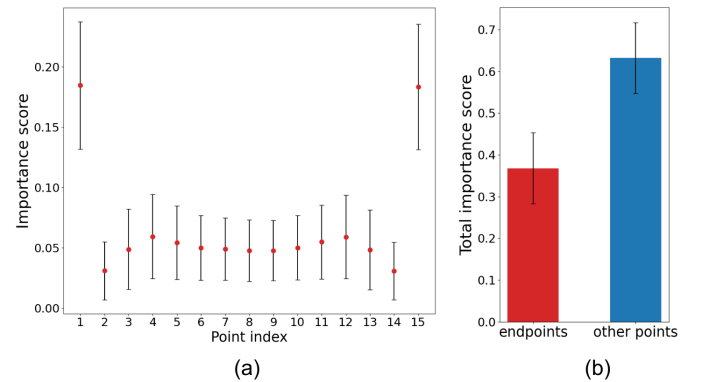 0.20
0.15
0.10
0.05
0.00
Importance score
1 2 3 4 5 6 7 8 9 10 11 12 13 14 15
Point index
(a)
0.7
0.6
0.5
0.4
0.3
0.2
0.1
0.0
Total importance score
endpoints other points
(b)